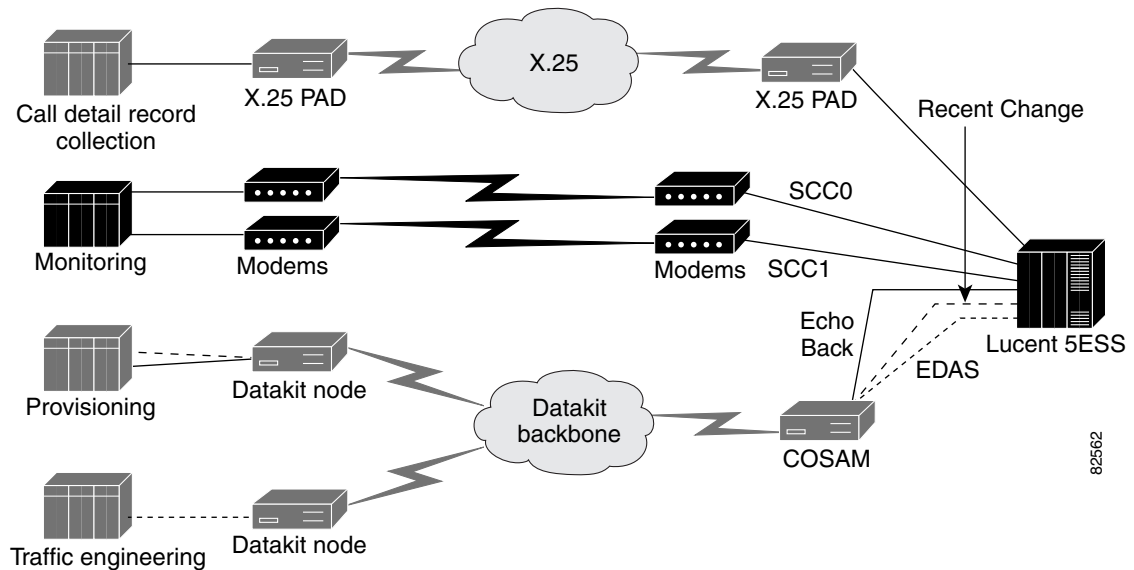 X.25
X.25 PAD
X.25 PAD
Call detail record
collection
Recent Change
SCC0
Monitoring
Modems
Modems
SCC1
Echo
Back
Lucent 5ESS
EDAS
Provisioning
Datakit node
Datakit
backbone
COSAM
82562
Traffic engineering
Datakit node